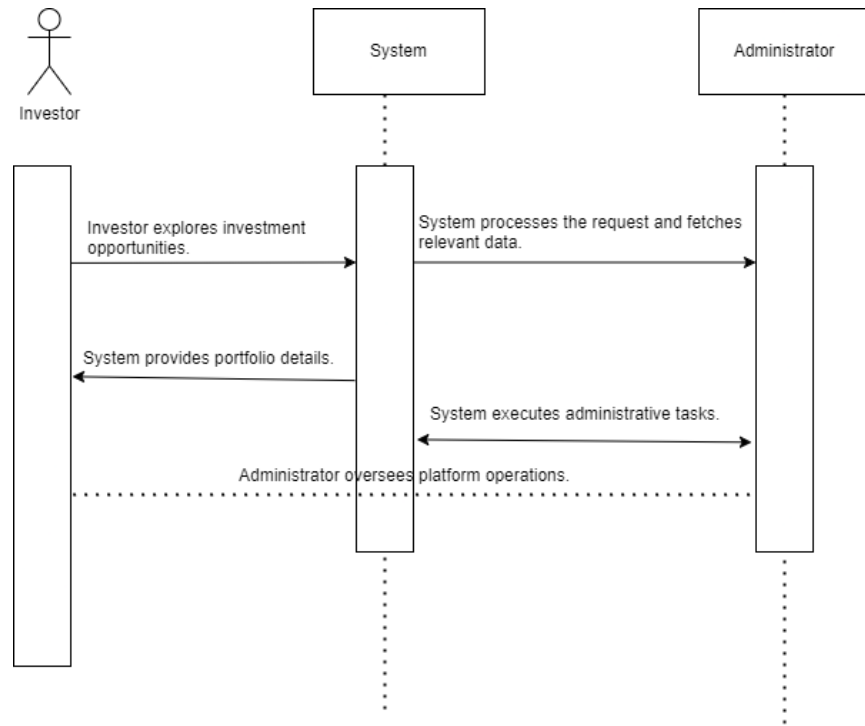 System
Administrator
Investor
Investor explores investment
opportunities.
System processes the request and fetches
relevant data.
System provides portfolio details.
System executes administrative tasks.
Administrator oversees platform operations.